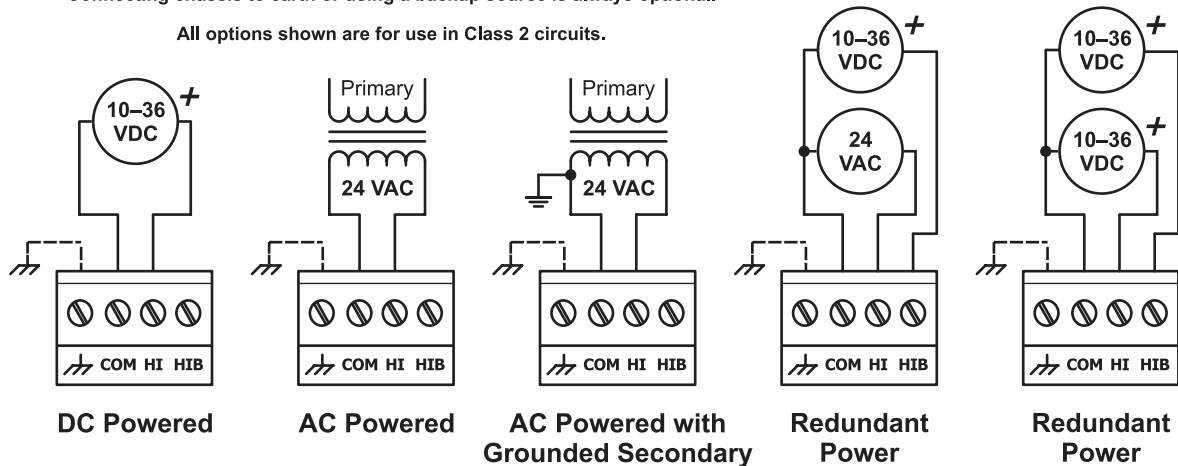 All options shown are for use in Class 2 circuits.
10–36
VDC
+
Primary
24 VAC
Primary
24 VAC
10–36
VDC
+
24
VAC
10–36
VDC
+
10–36
VDC
+
COM HI HIB
COM HI HIB
COM HI HIB
COM HI HIB
COM HI HIB
DC Powered
AC Powered
AC Powered with
Grounded Secondary
Redundant
Power
Redundant
Power